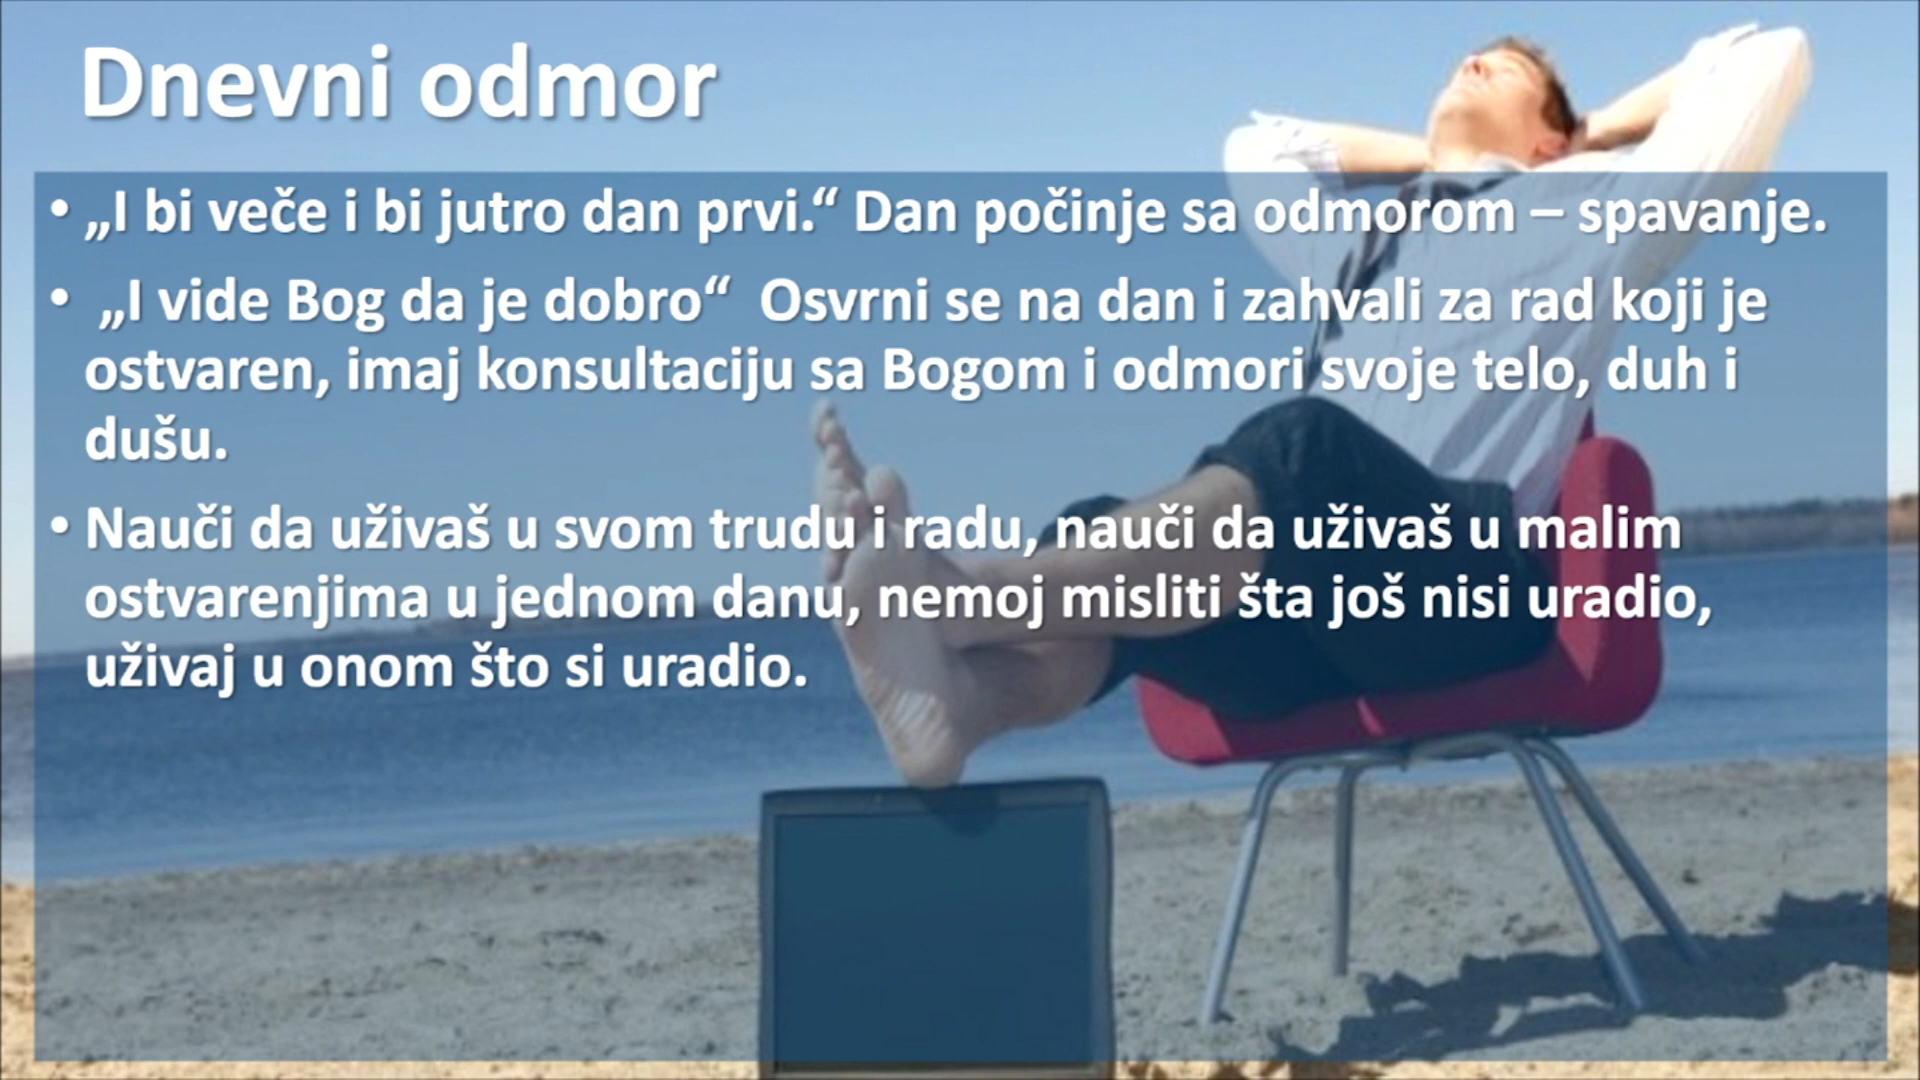 Dnevni odmor
• „I bi veče i bi jutro dan prvi.“ Dan počinje sa odmorom – spavanje.
• „I vide Bog da je dobro“ Osvrni se na dan i zahvali za rad koji je
ostvaren, imaj konsultaciju sa Bogom i odmori svoje telo, duh i
dušu.
• Nauči da uživaš u svom trudu i radu, nauči da uživaš u malim
ostvarenjima u jednom danu, nemoj misliti šta još nisi uradio,
uživaj u onom što si uradio.